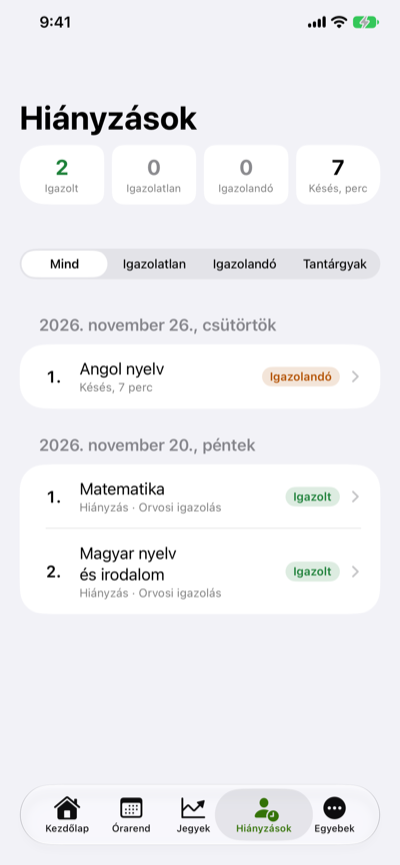 9:41
Hiányzások
2
Igazolt
0
Igazolatlan
0
Igazolandó
7
Késés, perc
Mind
Igazolatlan
Igazolandó
Tantárgyak
2026. november 26., csütörtök
1.
Angol nyelv
Késés, 7 perc
Igazolandó
2026. november 20., péntek
1.
Matematika
Hiányzás · Orvosi igazolás
Igazolt
2.
Magyar nyelv
és irodalom
Hiányzás · Orvosi igazolás
Igazolt
Kezdőlap
Órarend
Jegyek
Hiányzások
Egyebek